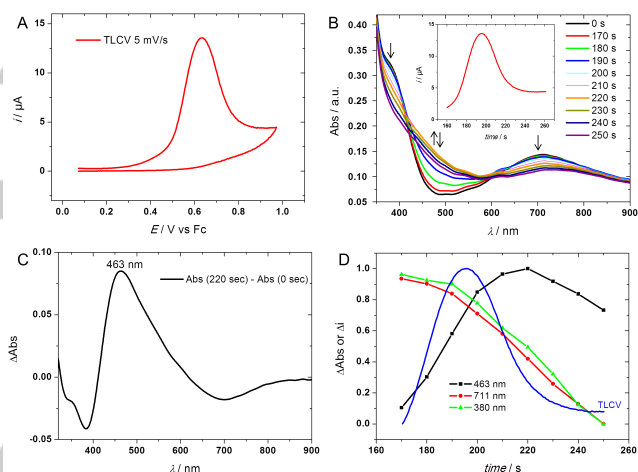 A
TLCV 5 mV/s
i / µA
15
10
5
0
0.0 0.2 0.4 0.6 0.8 1.0
E / V vs Fc
B
Abs / a.u.
0.40
0.35
0.30
0.25
0.20
0.15
0.10
0.05
400 500 600 700 800 900
λ / nm
i / µA
15
10
5
0
160 180 200 220 240 260
time / s
0 s
170 s
180 s
190 s
200 s
210 s
220 s
230 s
240 s
250 s
C
463 nm
Abs (220 sec) - Abs (0 sec)
ΔAbs
0.10
0.05
0.00
-0.05
400 500 600 700 800 900
λ / nm
D
ΔAbs or Δi
1.0
0.8
0.6
0.4
0.2
0.0
463 nm
711 nm
380 nm
TLCV
160 180 200 220 240 260
time / s